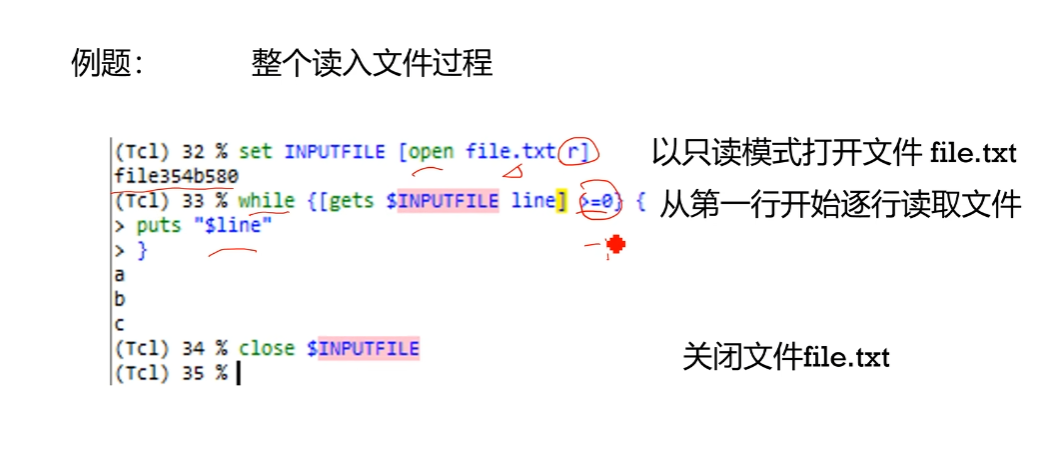 例题： 整个读入文件过程
(Tcl) 32 % set INPUTFILE [open file.txt r] 以只读模式打开文件 file.txt
file354b580
(Tcl) 33 % while {[gets $INPUTFILE line] >=0} { 从第一行开始逐行读取文件
> puts "$line"
> }
a
b
c
(Tcl) 34 % close $INPUTFILE 关闭文件file.txt
(Tcl) 35 %